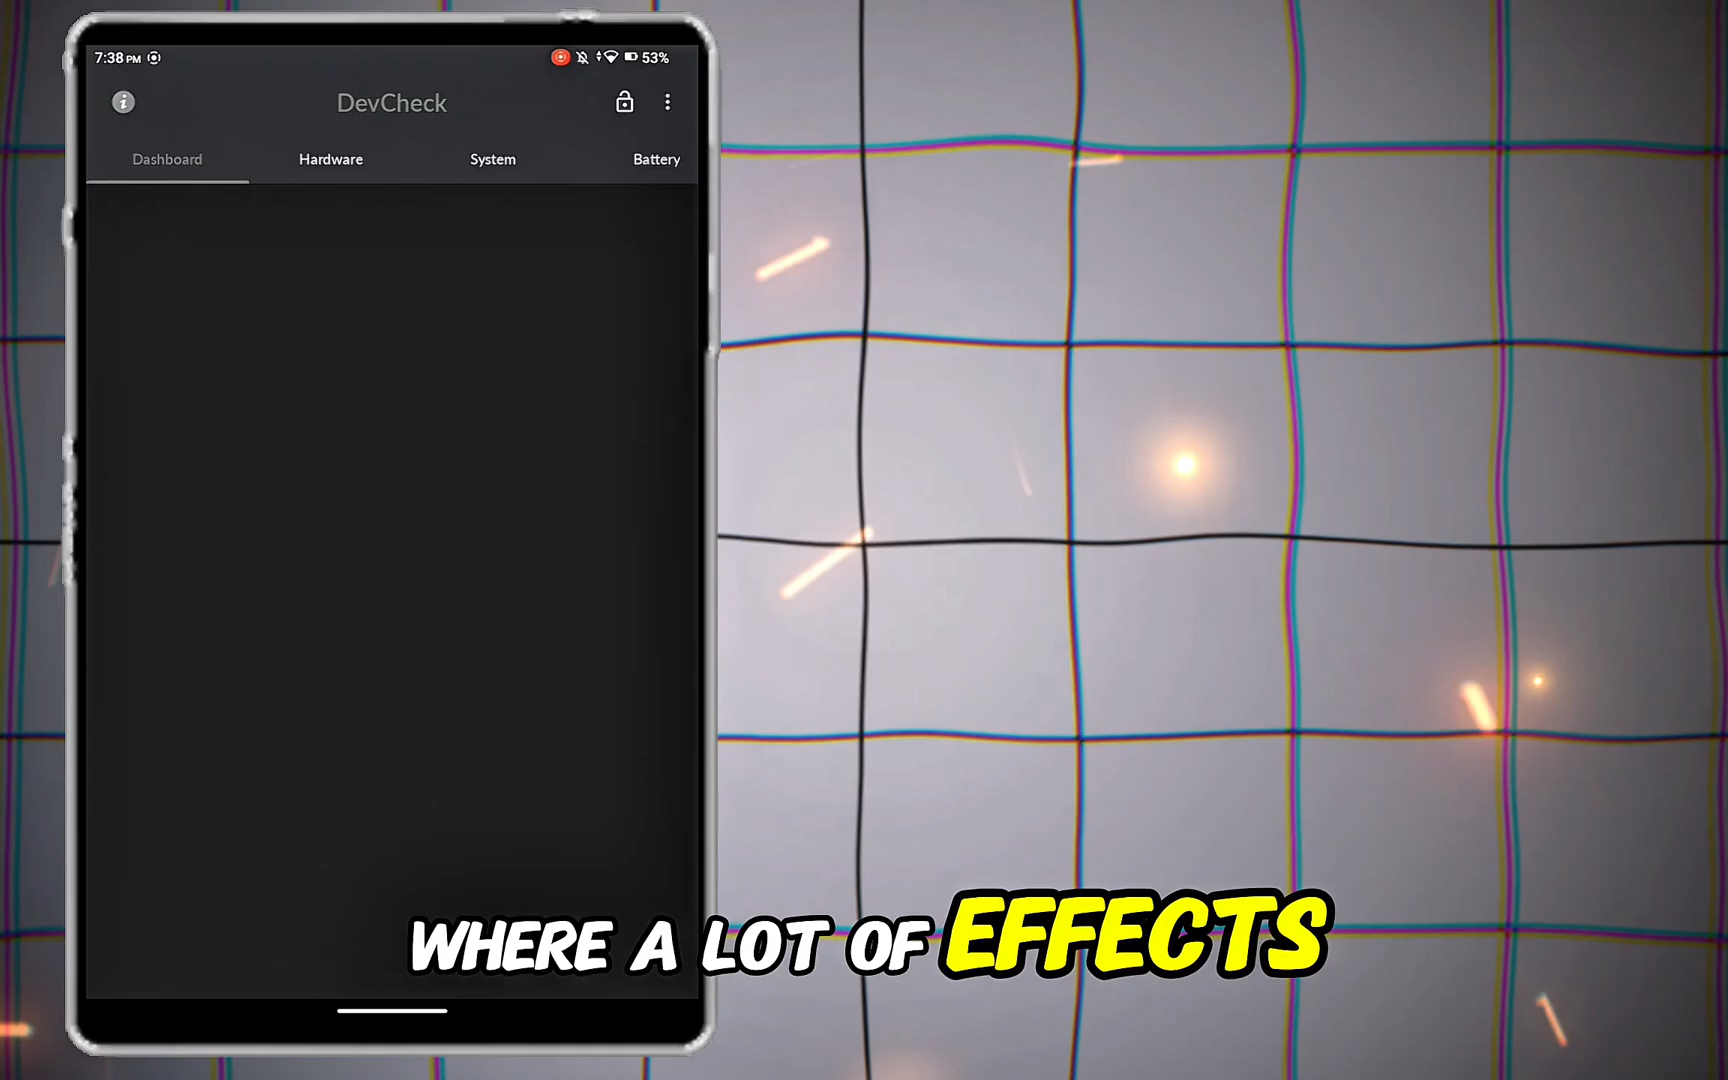 7:38 PM 53%
DevCheck
Dashboard Hardware System Battery
WHERE A LOT OF EFFECTS